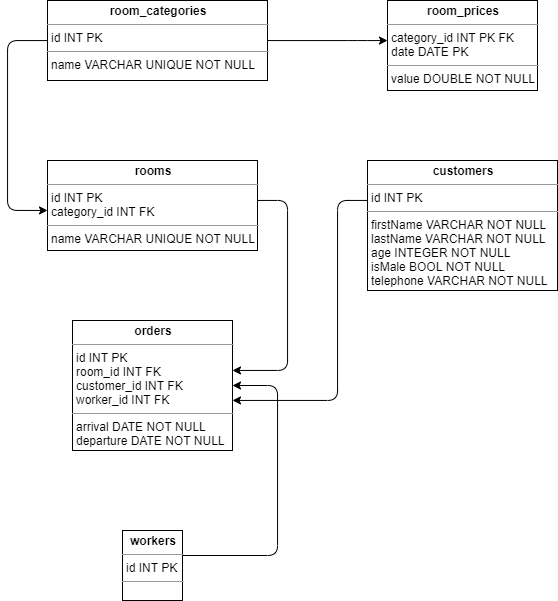 room_categories
id INT PK
name VARCHAR UNIQUE NOT NULL
room_prices
category_id INT PK FK
date DATE PK
value DOUBLE NOT NULL
rooms
id INT PK
category_id INT FK
name VARCHAR UNIQUE NOT NULL
customers
id INT PK
firstName VARCHAR NOT NULL
lastName VARCHAR NOT NULL
age INTEGER NOT NULL
isMale BOOL NOT NULL
telephone VARCHAR NOT NULL
orders
id INT PK
room_id INT FK
customer_id INT FK
worker_id INT FK
arrival DATE NOT NULL
departure DATE NOT NULL
workers
id INT PK